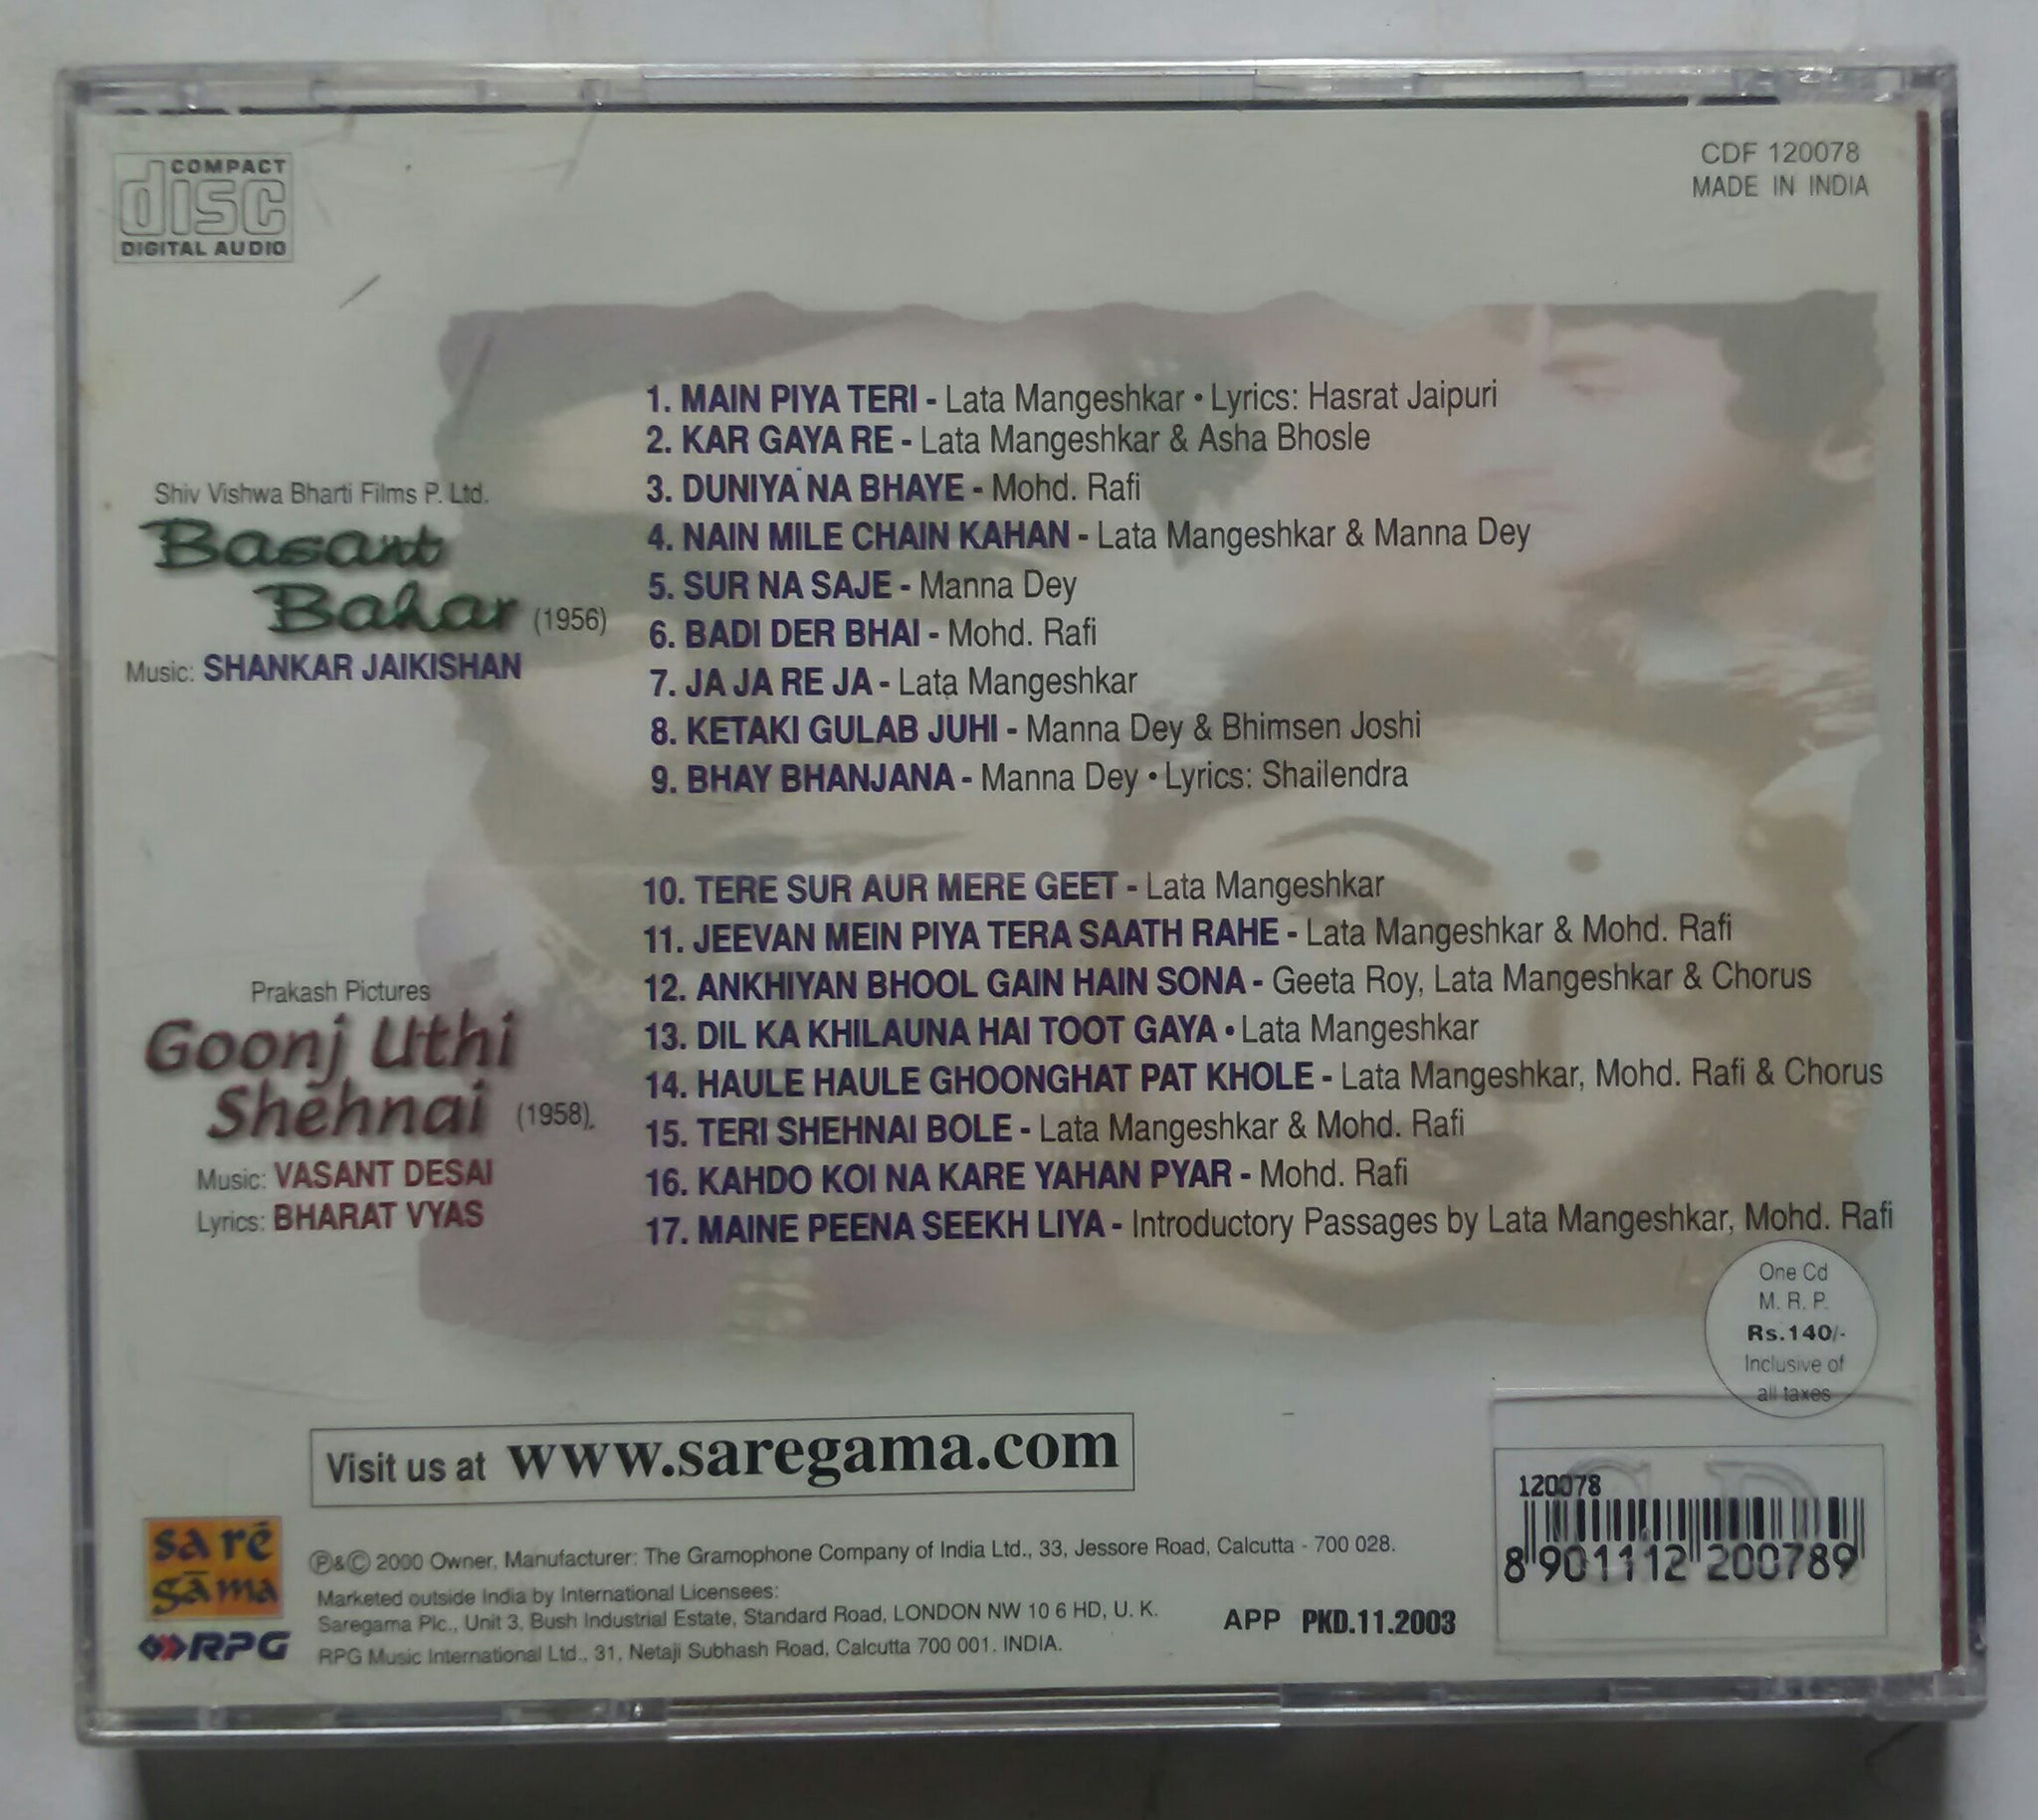 COMPACT
disc
DIGITAL AUDIO
CDF 120078
MADE IN INDIA
Shiv Vishwa Bharti Films P. Ltd.
Basant
Bahar (1956)
Music: SHANKAR JAIKISHAN
1. MAIN PIYA TERI - Lata Mangeshkar • Lyrics: Hasrat Jaipuri
2. KAR GAYA RE - Lata Mangeshkar & Asha Bhosle
3. DUNIYA NA BHAYE - Mohd. Rafi
4. NAIN MILE CHAIN KAHAN - Lata Mangeshkar & Manna Dey
5. SUR NA SAJE - Manna Dey
6. BADI DER BHAI - Mohd. Rafi
7. JA JA RE JA - Lata Mangeshkar
8. KETAKI GULAB JUHI - Manna Dey & Bhimsen Joshi
9. BHAY BHANJANA - Manna Dey • Lyrics: Shailendra
Prakash Pictures
Goonj Uthi
Shehnai (1958)
Music: VASANT DESAI
Lyrics: BHARAT VYAS
10. TERE SUR AUR MERE GEET - Lata Mangeshkar
11. JEEVAN MEIN PIYA TERA SAATH RAHE - Lata Mangeshkar & Mohd. Rafi
12. ANKHIYAN BHOOL GAIN HAIN SONA - Geeta Roy, Lata Mangeshkar & Chorus
13. DIL KA KHILAUNA HAI TOOT GAYA • Lata Mangeshkar
14. HAULE HAULE GHOONGHAT PAT KHOLE - Lata Mangeshkar, Mohd. Rafi & Chorus
15. TERI SHEHNAI BOLE - Lata Mangeshkar & Mohd. Rafi
16. KAHDO KOI NA KARE YAHAN PYAR - Mohd. Rafi
17. MAINE PEENA SEEKH LIYA - Introductory Passages by Lata Mangeshkar, Mohd. Rafi
One Cd
M. R. P.
Rs.140/-
Inclusive of
all taxes
Visit us at www.saregama.com
sa rē
gāma
RPG
℗&© 2000 Owner, Manufacturer: The Gramophone Company of India Ltd., 33, Jessore Road, Calcutta - 700 028.
Marketed outside India by International Licensees:
Saregama Plc., Unit 3, Bush Industrial Estate, Standard Road, LONDON NW 10 6 HD, U. K.
RPG Music International Ltd., 31, Netaji Subhash Road, Calcutta 700 001. INDIA.
APP PKD.11.2003
CD
120078
8 901112 200789